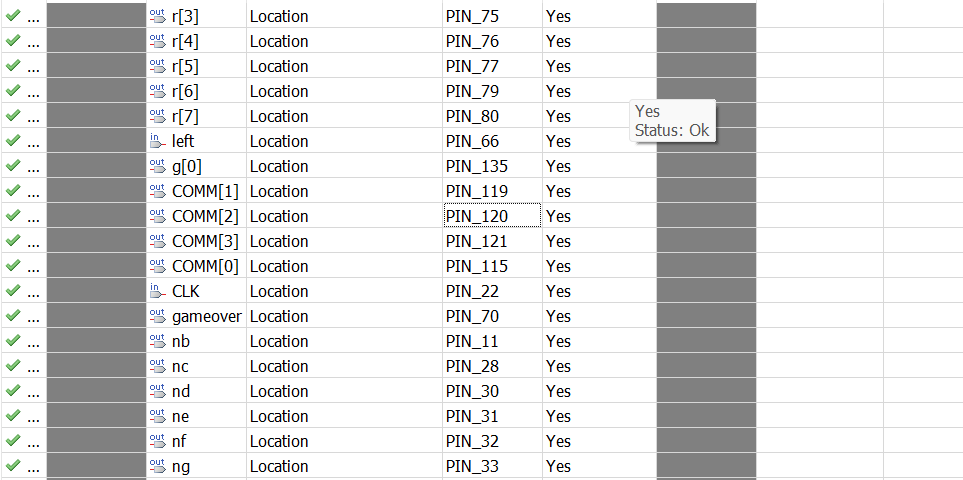 ... out r[3] Location PIN_75 Yes
... out r[4] Location PIN_76 Yes
... out r[5] Location PIN_77 Yes
... out r[6] Location PIN_79 Yes
Yes
... out r[7] Location PIN_80 Yes
Status: Ok
... in left Location PIN_66 Yes
... out g[0] Location PIN_135 Yes
... out COMM[1] Location PIN_119 Yes
... out COMM[2] Location PIN_120 Yes
... out COMM[3] Location PIN_121 Yes
... out COMM[0] Location PIN_115 Yes
... in CLK Location PIN_22 Yes
... out gameover Location PIN_70 Yes
... out nb Location PIN_11 Yes
... out nc Location PIN_28 Yes
... out nd Location PIN_30 Yes
... out ne Location PIN_31 Yes
... out nf Location PIN_32 Yes
... out ng Location PIN_33 Yes